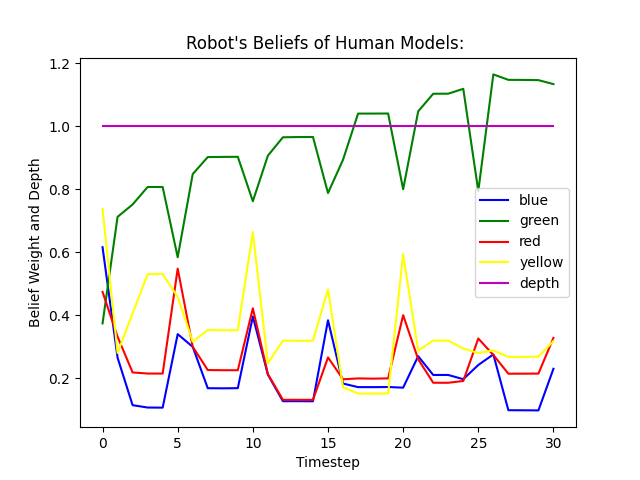 Robot's Beliefs of Human Models:
1.2
1.0
0.8
0.6
0.4
0.2
Belief Weight and Depth
blue
green
red
yellow
depth
0 5 10 15 20 25 30
Timestep